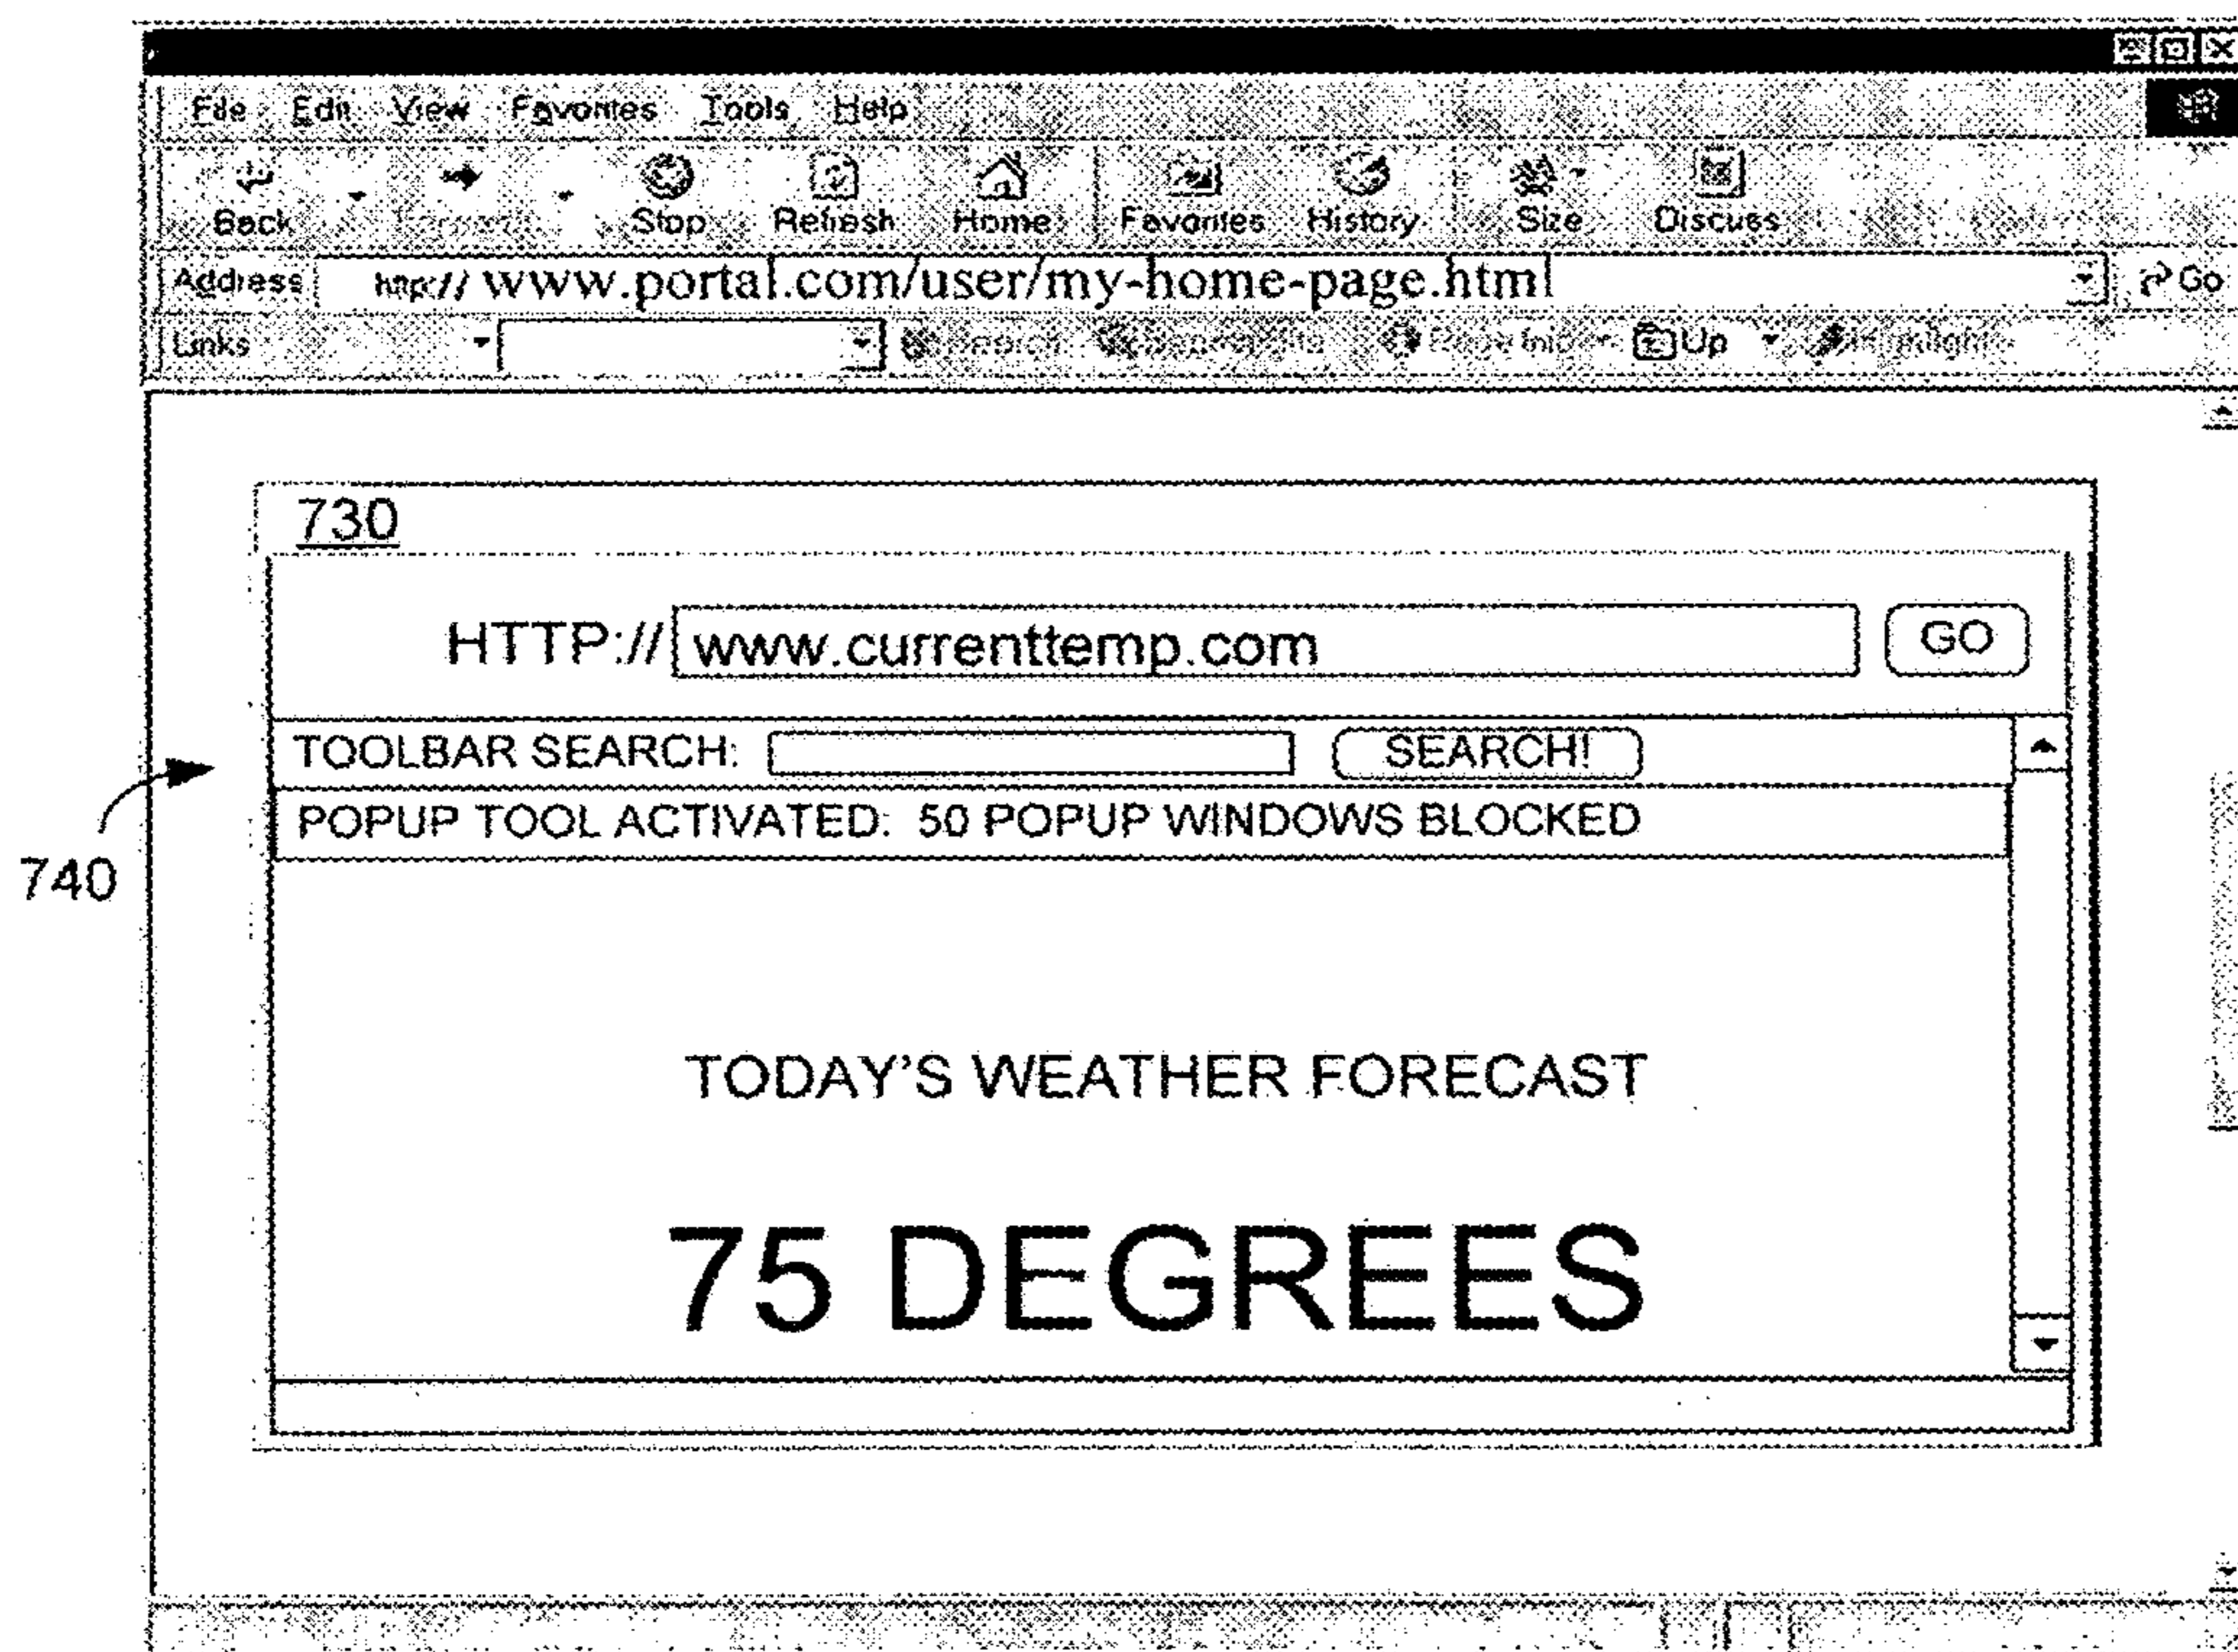 File Edit View Favorites Tools Help
Back Stop Refresh Home Favorites History Size Discuss
Address http:// www.portal.com/user/my-home-page.html Go
Links Up
730
HTTP:// www.currenttemp.com GO
TOOLBAR SEARCH: SEARCH!
POPUP TOOL ACTIVATED: 50 POPUP WINDOWS BLOCKED
740
TODAY'S WEATHER FORECAST
75 DEGREES